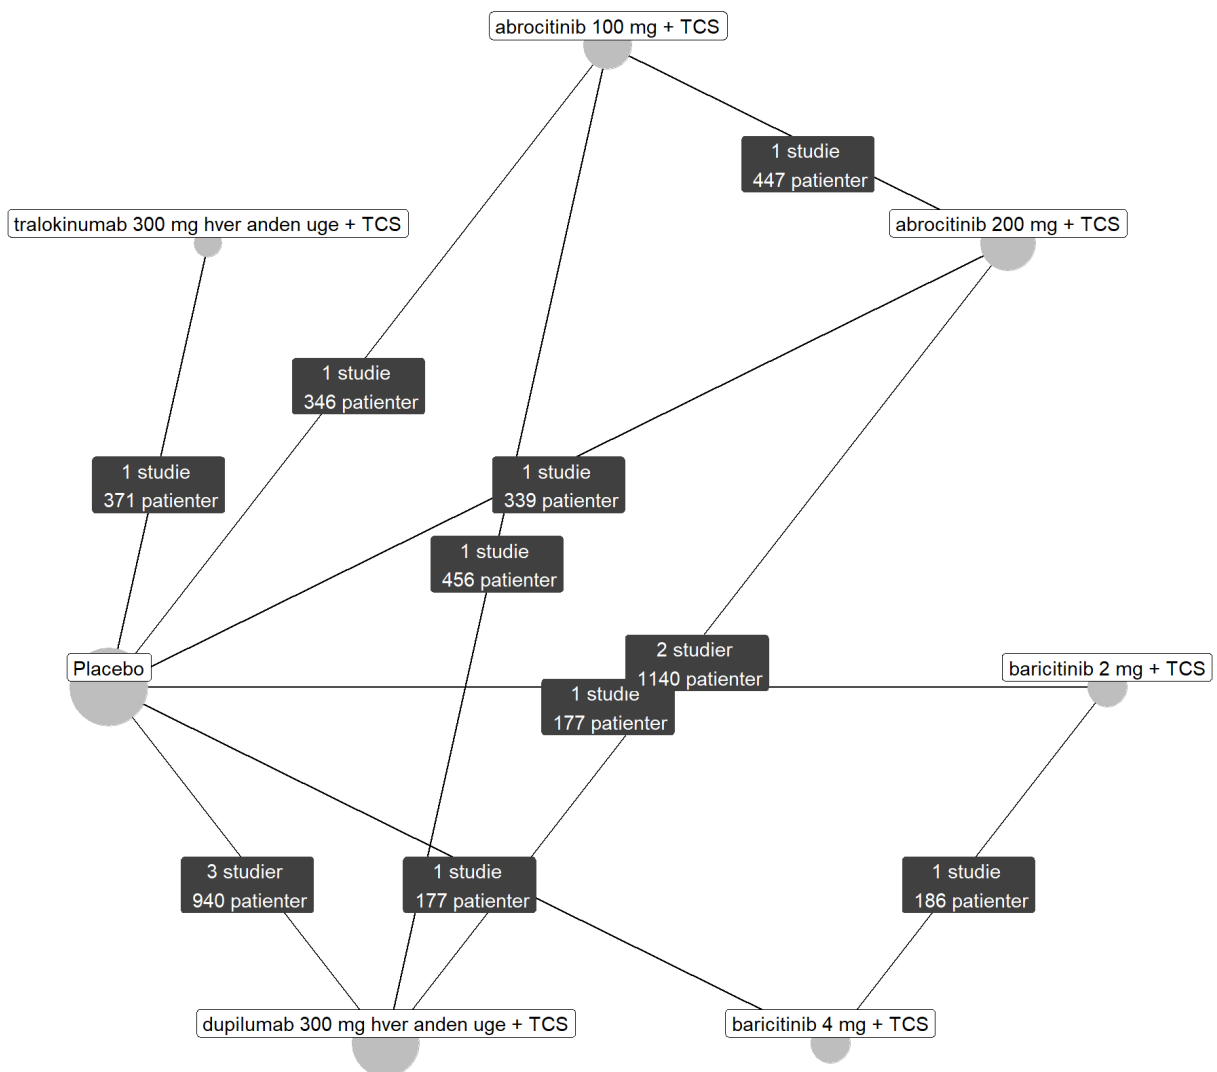 abrocitinib 100 mg + TCS
1 studie
447 patienter
tralokinumab 300 mg hver anden uge + TCS
abrocitinib 200 mg + TCS
1 studie
346 patienter
1 studie
371 patienter
1 studie
339 patienter
1 studie
456 patienter
2 studier
1140 patienter
Placebo
baricitinib 2 mg + TCS
1 studie
177 patienter
3 studier
940 patienter
1 studie
177 patienter
1 studie
186 patienter
dupilumab 300 mg hver anden uge + TCS
baricitinib 4 mg + TCS